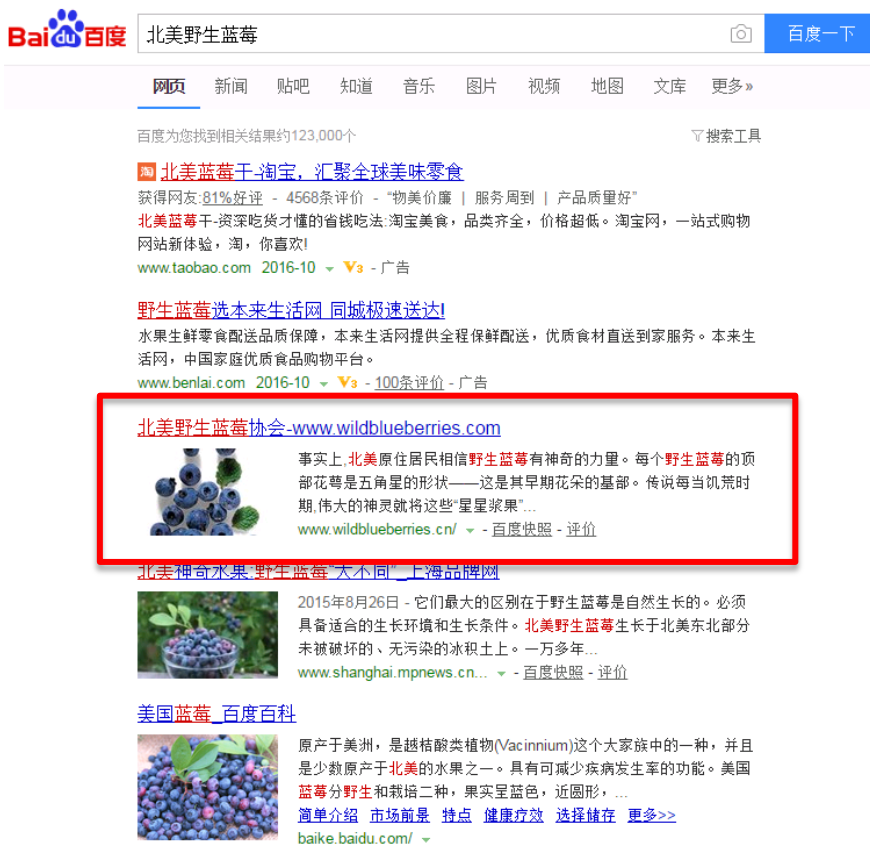 Bai du 百度 北美野生蓝莓 百度一下
网页 新闻 贴吧 知道 音乐 图片 视频 地图 文库 更多»
百度为您找到相关结果约123,000个 搜索工具
淘 北美蓝莓干-淘宝，汇聚全球美味零食
获得网友:81%好评 - 4568条评价 - “物美价廉 | 服务周到 | 产品质量好”
北美蓝莓干-资深吃货才懂的省钱吃法:淘宝美食，品类齐全，价格超低。淘宝网，一站式购物
网站新体验，淘，你喜欢!
www.taobao.com 2016-10 V3 - 广告
野生蓝莓选本来生活网 同城极速送达!
水果生鲜零食配送品质保障，本来生活网提供全程保鲜配送，优质食材直送到家服务。本来生
活网，中国家庭优质食品购物平台。
www.benlai.com 2016-10 V3 - 100条评价 - 广告
北美野生蓝莓协会-www.wildblueberries.com
事实上,北美原住居民相信野生蓝莓有神奇的力量。每个野生蓝莓的顶
部花萼是五角星的形状——这是其早期花朵的基部。传说每当饥荒时
期,伟大的神灵就将这些“星星浆果”...
www.wildblueberries.cn/ - 百度快照 - 评价
北美神奇水果:野生蓝莓“大不同”_上海品牌网
2015年8月26日 - 它们最大的区别在于野生蓝莓是自然生长的。必须
具备适合的生长环境和生长条件。北美野生蓝莓生长于北美东北部分
未被破坏的、无污染的冰积土上。一万多年...
www.shanghai.mpnews.cn... - 百度快照 - 评价
美国蓝莓_百度百科
原产于美洲，是越桔酸类植物(Vacinnium)这个大家族中的一种，并且
是少数原产于北美的水果之一。具有可减少疾病发生率的功能。美国
蓝莓分野生和栽培二种，果实呈蓝色，近圆形，...
简单介绍 市场前景 特点 健康疗效 选择储存 更多>>
baike.baidu.com/